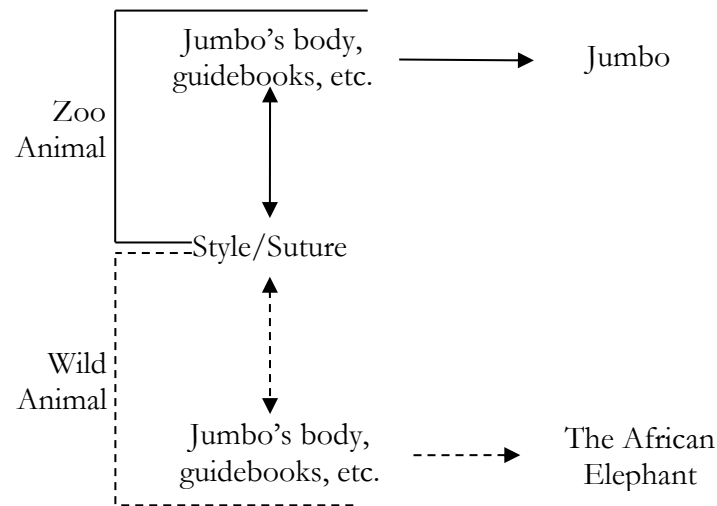 Jumbo’s body,
guidebooks, etc.
Jumbo
Zoo
Animal
Style/Suture
Wild
Animal
Jumbo’s body,
guidebooks, etc.
The African
Elephant